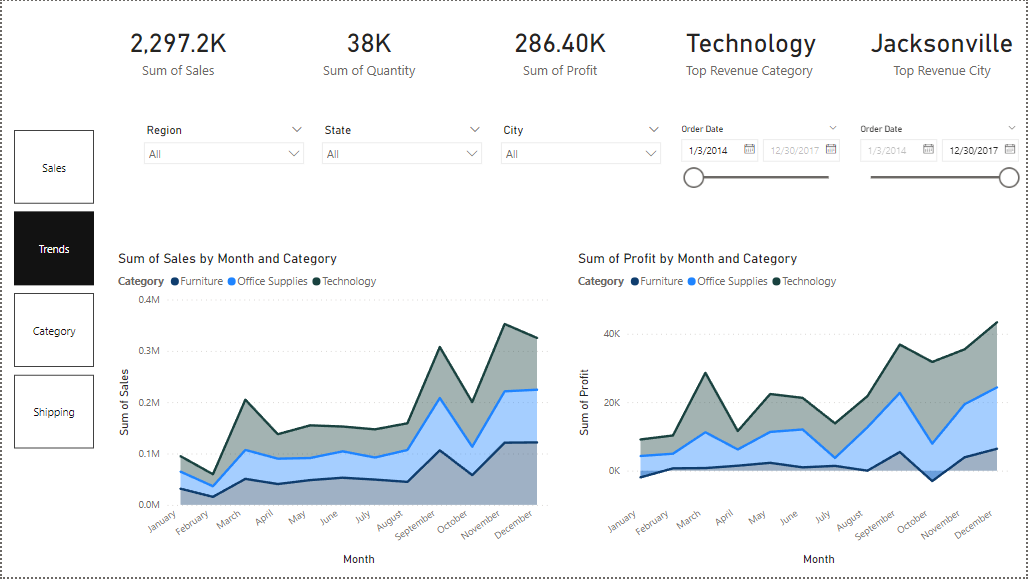 2,297.2K
Sum of Sales
38K
Sum of Quantity
286.40K
Sum of Profit
Technology
Top Revenue Category
Jacksonville
Top Revenue City
Region
All
State
All
City
All
Order Date
1/3/2014
12/30/2017
Order Date
1/3/2014
12/30/2017
Sales
Trends
Category
Shipping
Sum of Sales by Month and Category
Category Furniture Office Supplies Technology
Sum of Sales
0.4M
0.3M
0.2M
0.1M
0.0M
January
February
March
April
May
June
July
August
September
October
November
December
Month
Sum of Profit by Month and Category
Category Furniture Office Supplies Technology
Sum of Profit
40K
20K
0K
January
February
March
April
May
June
July
August
September
October
November
December
Month